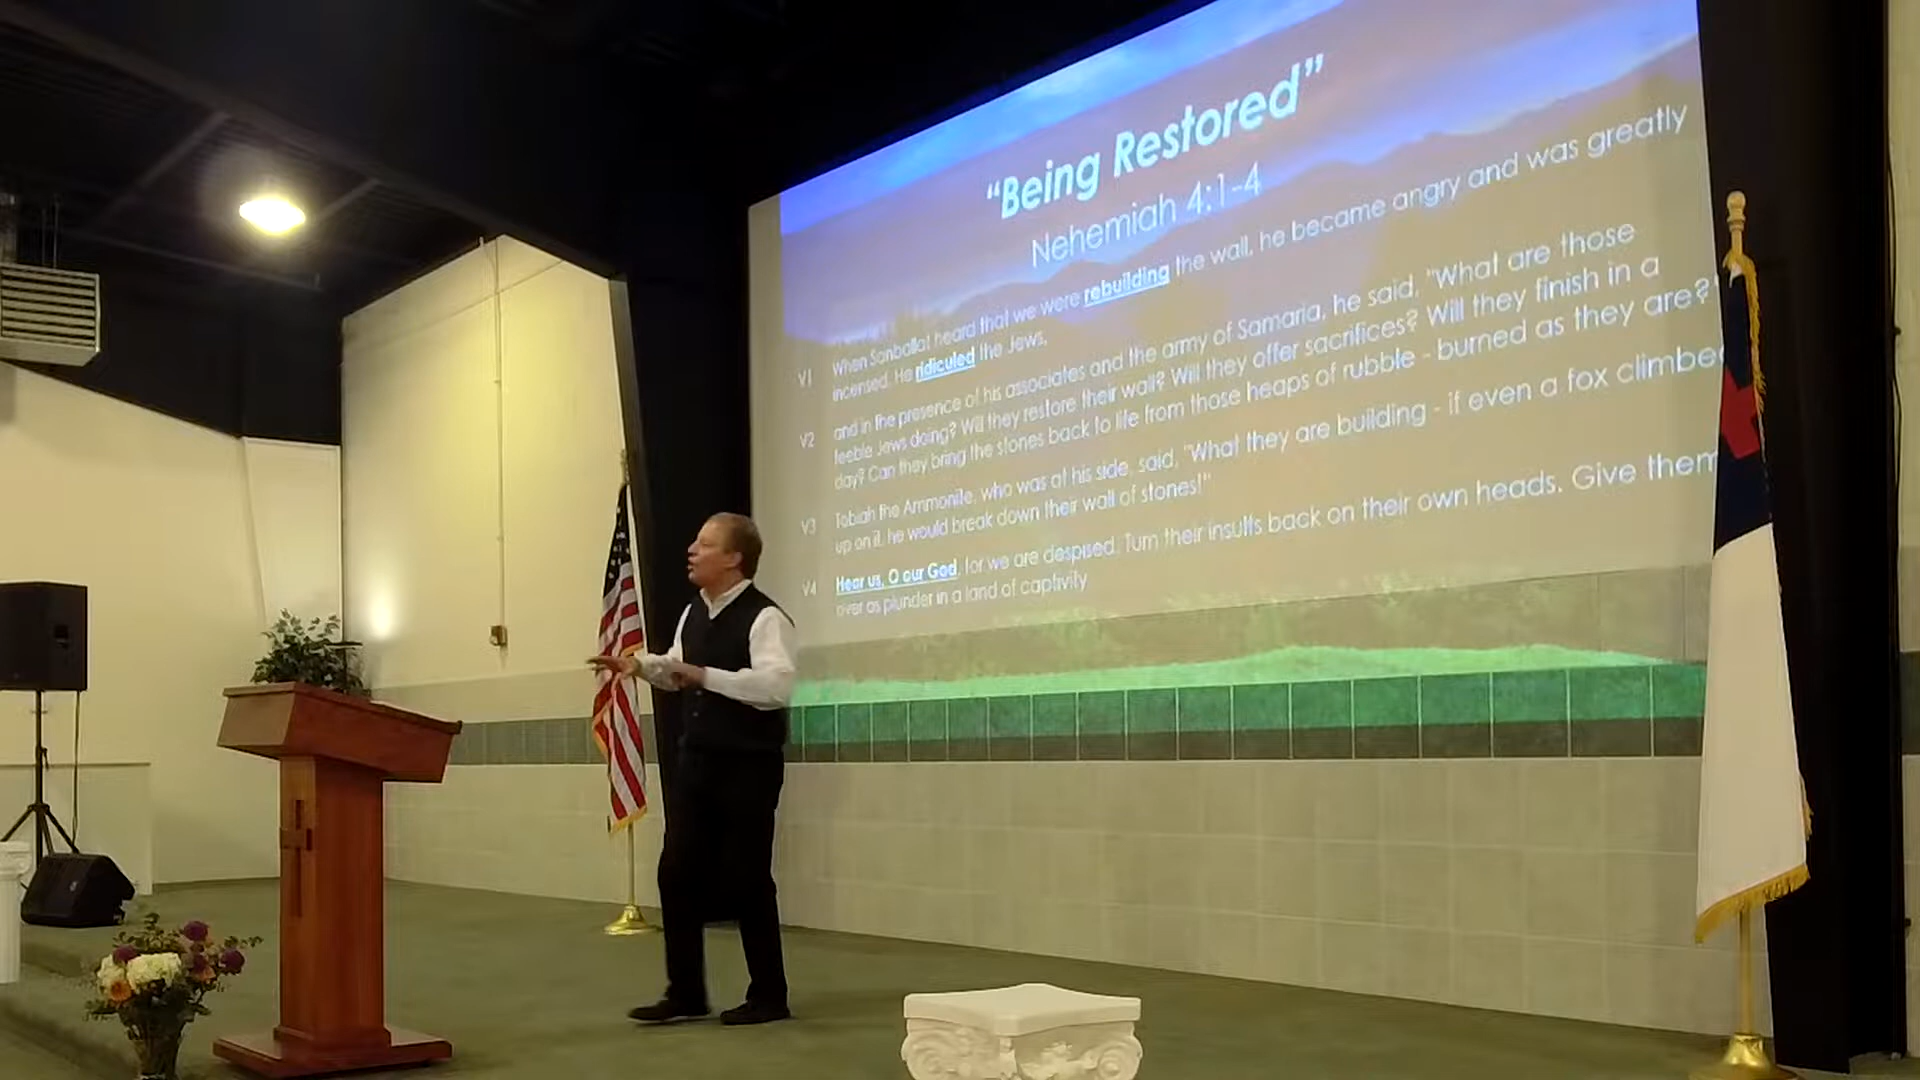 “Being Restored”
Nehemiah 4:1-4
V1 When Sanballat heard that we were rebuilding the wall, he became angry and was greatly
incensed. He ridiculed the Jews,
V2 and in the presence of his associates and the army of Samaria, he said, "What are those
feeble Jews doing? Will they restore their wall? Will they offer sacrifices? Will they finish in a
day? Can they bring the stones back to life from those heaps of rubble - burned as they are?"
V3 Tobiah the Ammonite, who was at his side, said, "What they are building - if even a fox climbed
up on it, he would break down their wall of stones!"
V4 Hear us, O our God, for we are despised. Turn their insults back on their own heads. Give them
over as plunder in a land of captivity